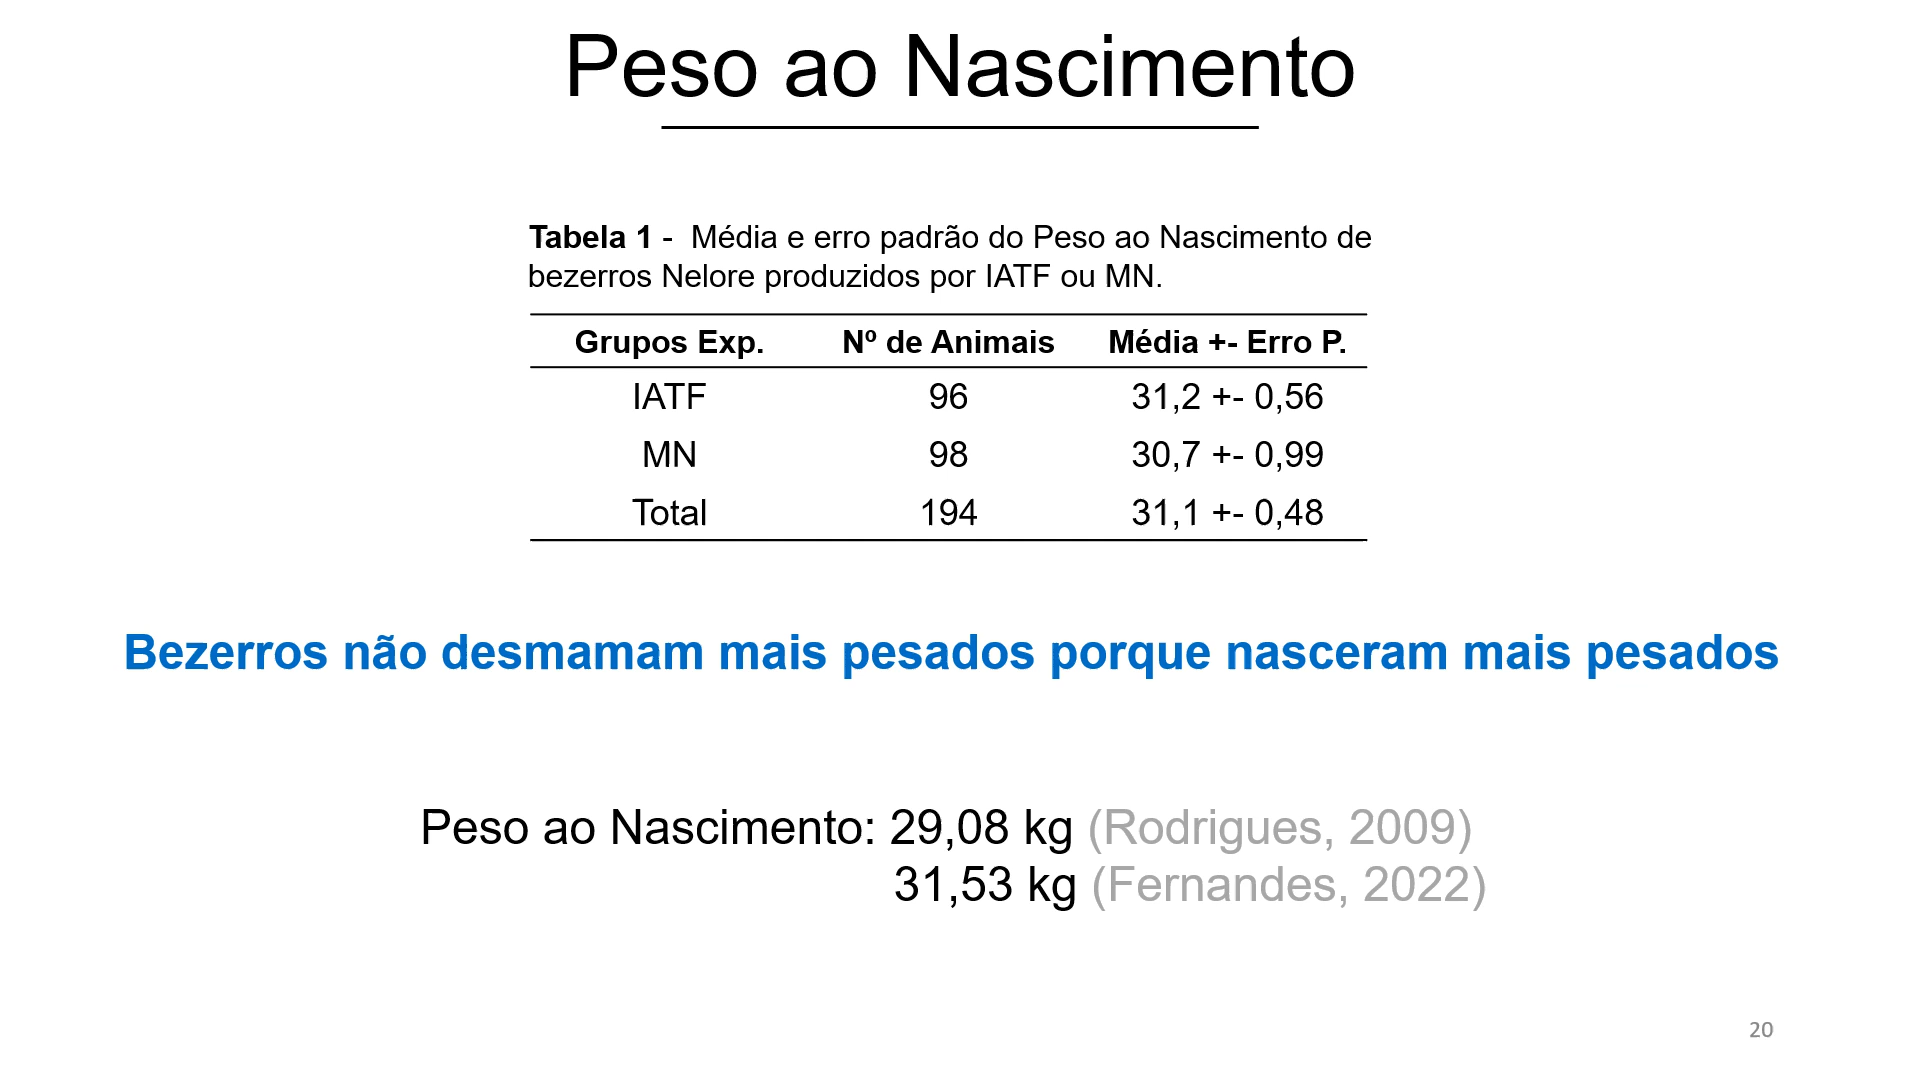 Peso ao Nascimento
Tabela 1 - Média e erro padrão do Peso ao Nascimento de
bezerros Nelore produzidos por IATF ou MN.
Grupos Exp. Nº de Animais Média +- Erro P.
IATF 96 31,2 +- 0,56
MN 98 30,7 +- 0,99
Total 194 31,1 +- 0,48
Bezerros não desmamam mais pesados porque nasceram mais pesados
Peso ao Nascimento: 29,08 kg (Rodrigues, 2009)
31,53 kg (Fernandes, 2022)
20